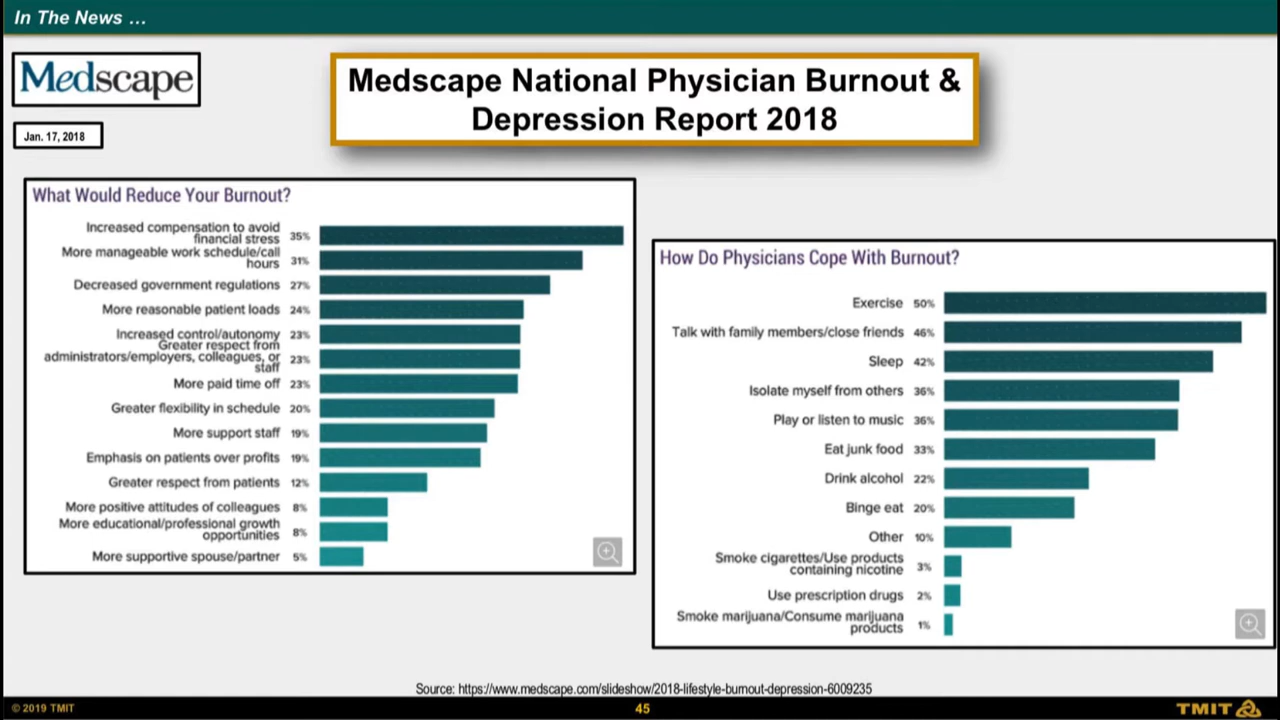 In The News …
Medscape
Medscape National Physician Burnout &
Depression Report 2018
Jan. 17, 2018
What Would Reduce Your Burnout?
Increased compensation to avoid
financial stress 35%
More manageable work schedule/call
hours 31%
Decreased government regulations 27%
More reasonable patient loads 24%
Increased control/autonomy 23%
Greater respect from
administrators/employers, colleagues, or
staff 23%
More paid time off 23%
Greater flexibility in schedule 20%
More support staff 19%
Emphasis on patients over profits 19%
Greater respect from patients 12%
More positive attitudes of colleagues 8%
More educational/professional growth
opportunities 8%
More supportive spouse/partner 5%
How Do Physicians Cope With Burnout?
Exercise 50%
Talk with family members/close friends 46%
Sleep 42%
Isolate myself from others 36%
Play or listen to music 36%
Eat junk food 33%
Drink alcohol 22%
Binge eat 20%
Other 10%
Smoke cigarettes/Use products
containing nicotine 3%
Use prescription drugs 2%
Smoke marijuana/Consume marijuana
products 1%
Source: https://www.medscape.com/slideshow/2018-lifestyle-burnout-depression-6009235
© 2019 TMIT
45
TMIT